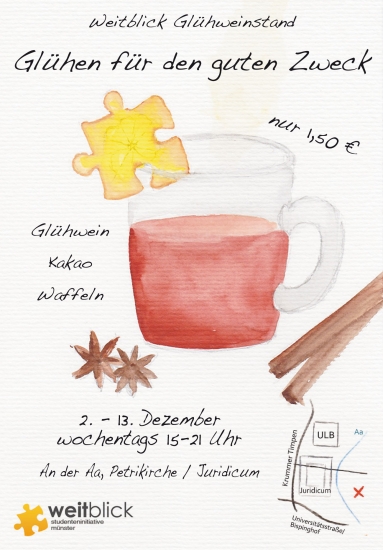 Weitblick Glühweinstand
Glühen für den guten Zweck
nur 1,50 €
Glühwein
Kakao
Waffeln
2. - 13. Dezember
wochentags 15-21 Uhr
An der Aa, Petrikirche / Juridicum
Krummer Timpen
ULB
Aa
Juridicum
X
Universitätsstraße/
Bispinghof
weitblick
studenteninitiative
münster